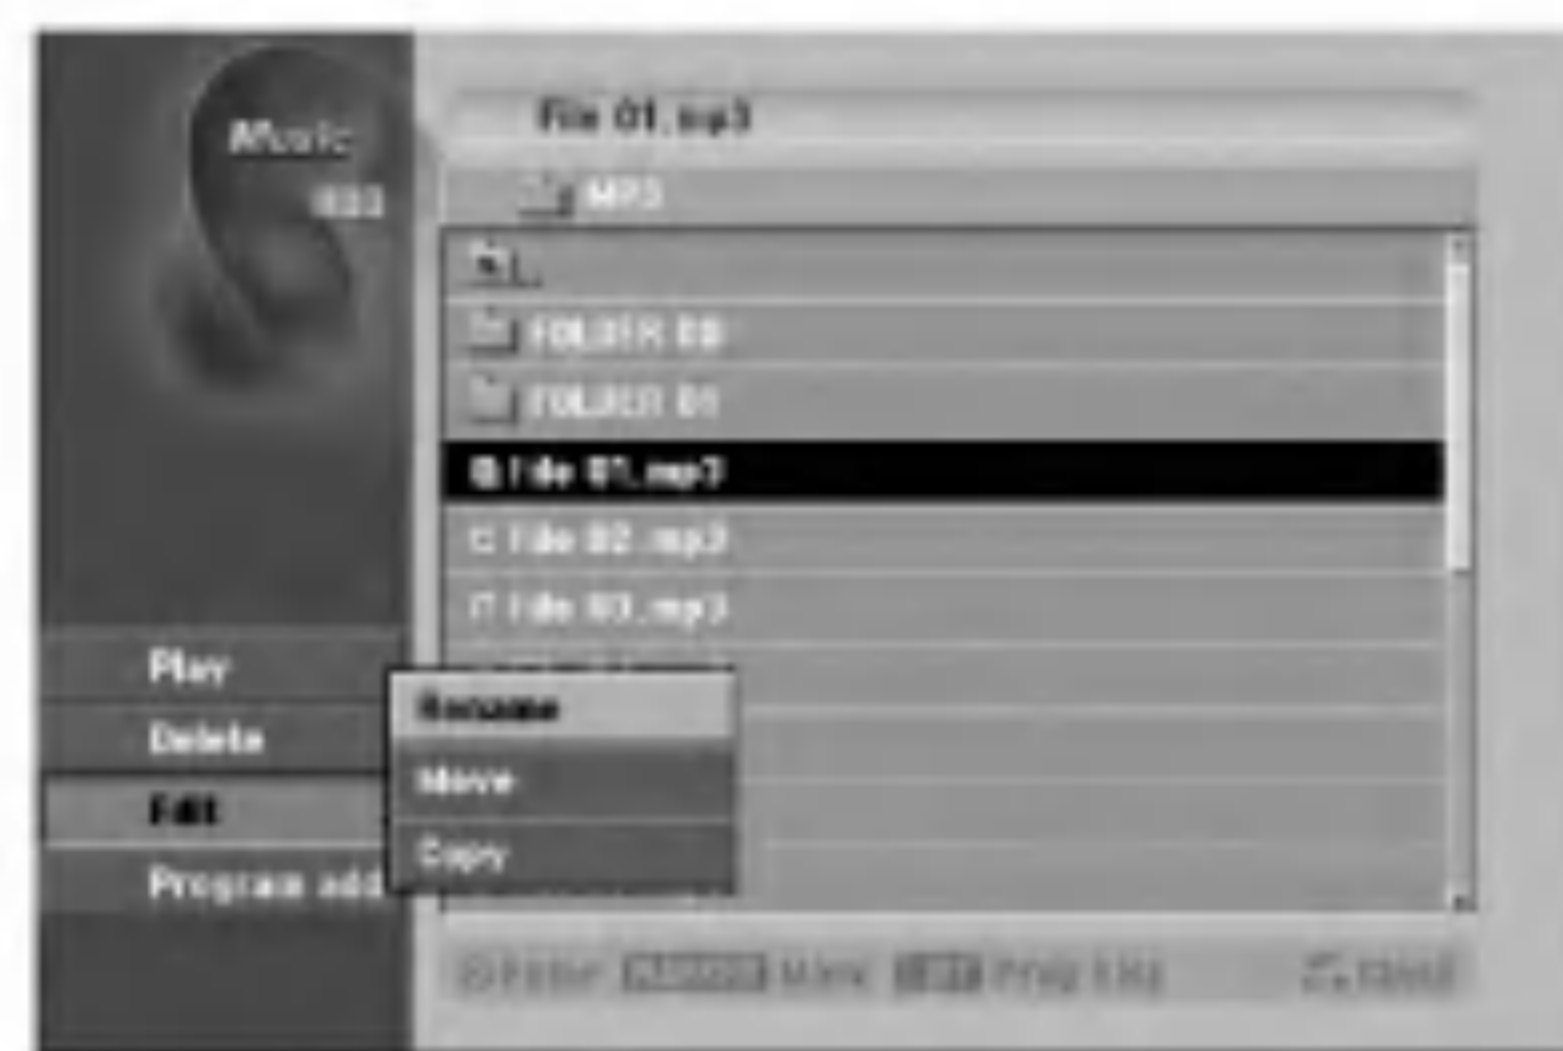 Music
File 01.mp3
MP3
FOLDER 00
FOLDER 01
File 01.mp3
File 02.mp3
File 03.mp3
Play
Delete
Edit
Program add
Rename
Move
Copy